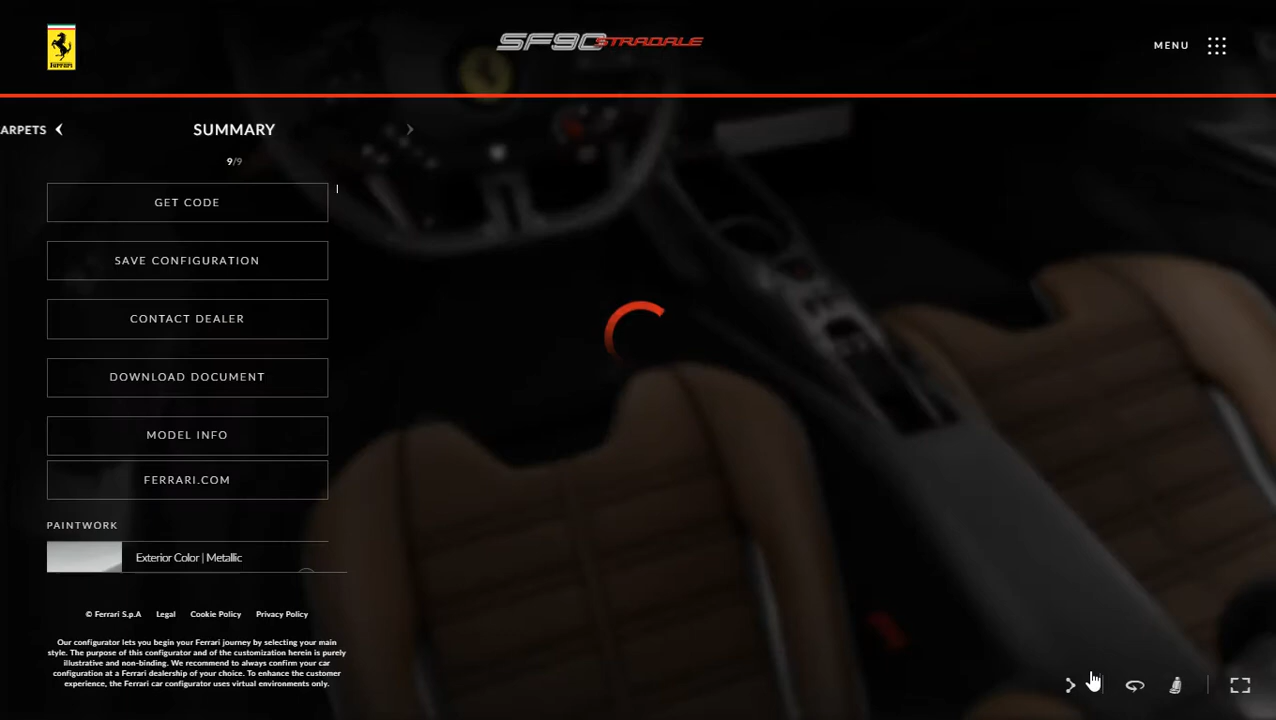 Ferrari
SF90 STRADALE
MENU
ARPETS
SUMMARY
9/9
GET CODE
SAVE CONFIGURATION
CONTACT DEALER
DOWNLOAD DOCUMENT
MODEL INFO
FERRARI.COM
PAINTWORK
Exterior Color | Metallic
© Ferrari S.p.A Legal Cookie Policy Privacy Policy
Our configurator lets you begin your Ferrari journey by selecting your main
style. The purpose of this configurator and of the customization herein is purely
illustrative and non-binding. We recommend to always confirm your car
configuration at a Ferrari dealership of your choice. To enhance the customer
experience, the Ferrari car configurator uses virtual environments only.